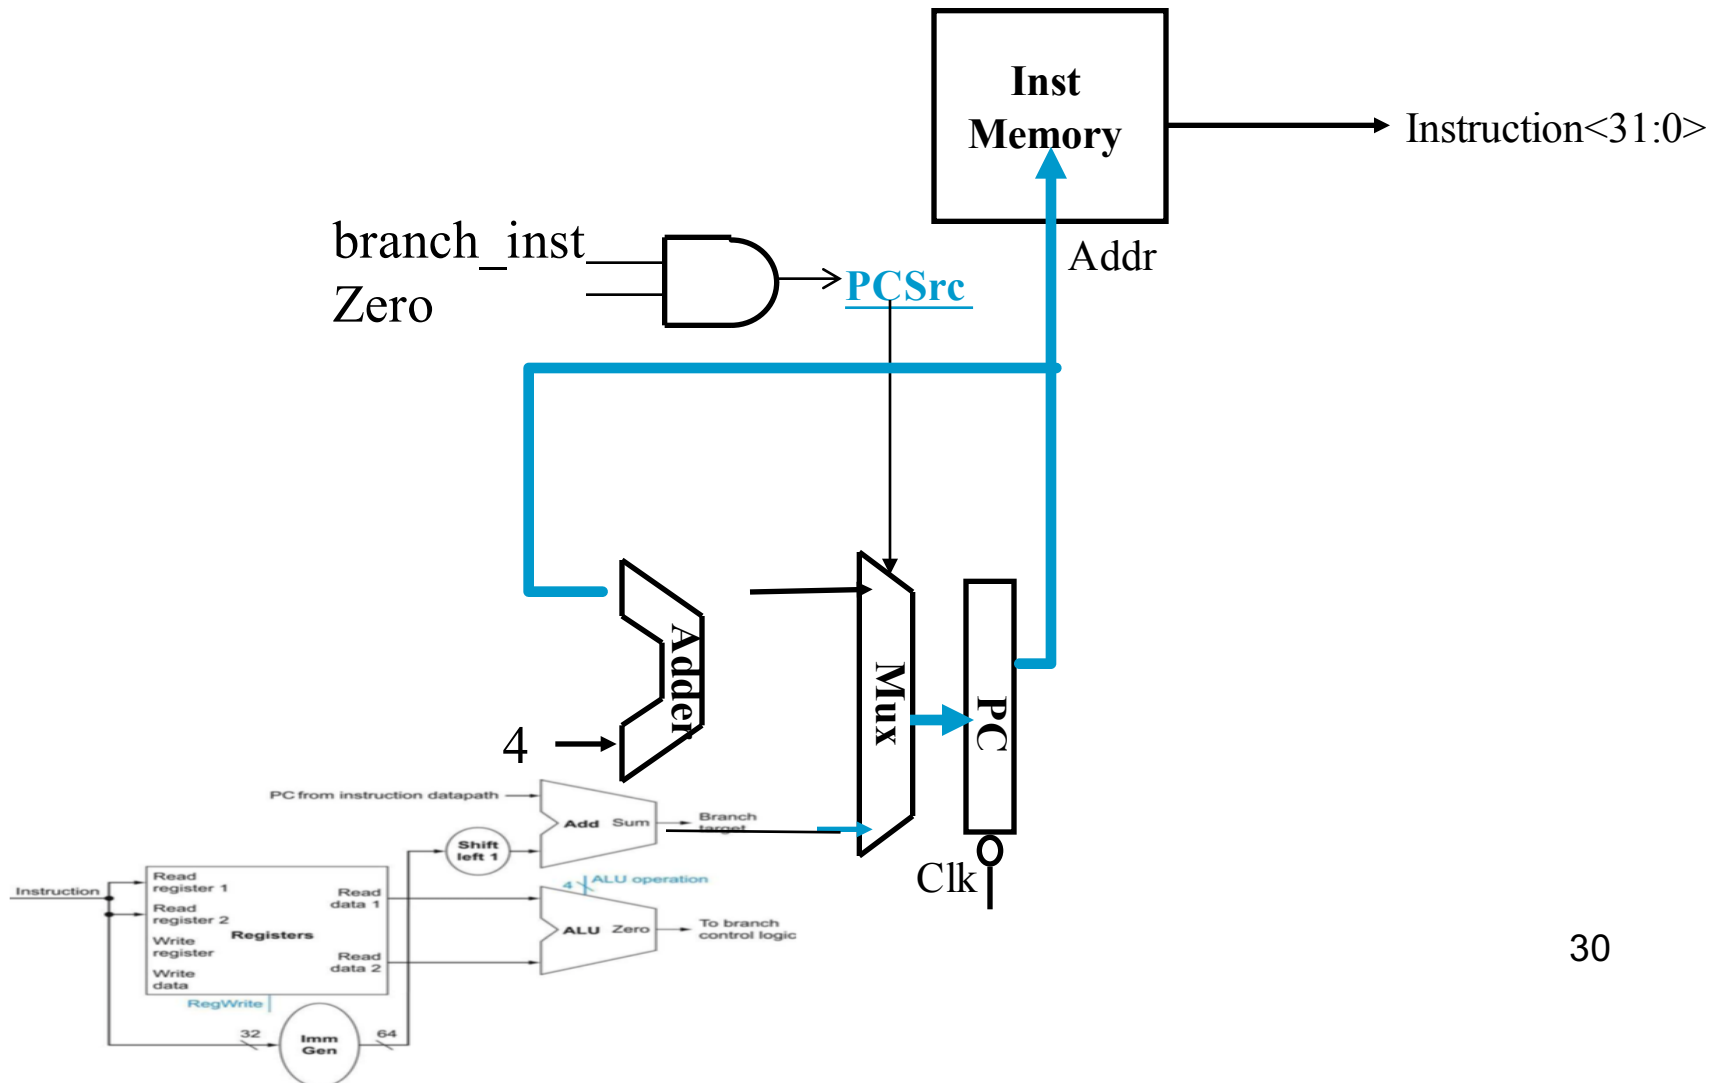 Inst
Memory
Instruction<31:0>
Addr
branch_inst
Zero
PCSrc
Adder
Mux
PC
4
Clk
PC from instruction datapath
Add Sum
Branch
target
Shift
left 1
Instruction
Read
register 1
Read
register 2
Write
register
Write
data
Registers
Read
data 1
Read
data 2
RegWrite
4
ALU operation
ALU Zero
To branch
control logic
32
Imm
Gen
64
30